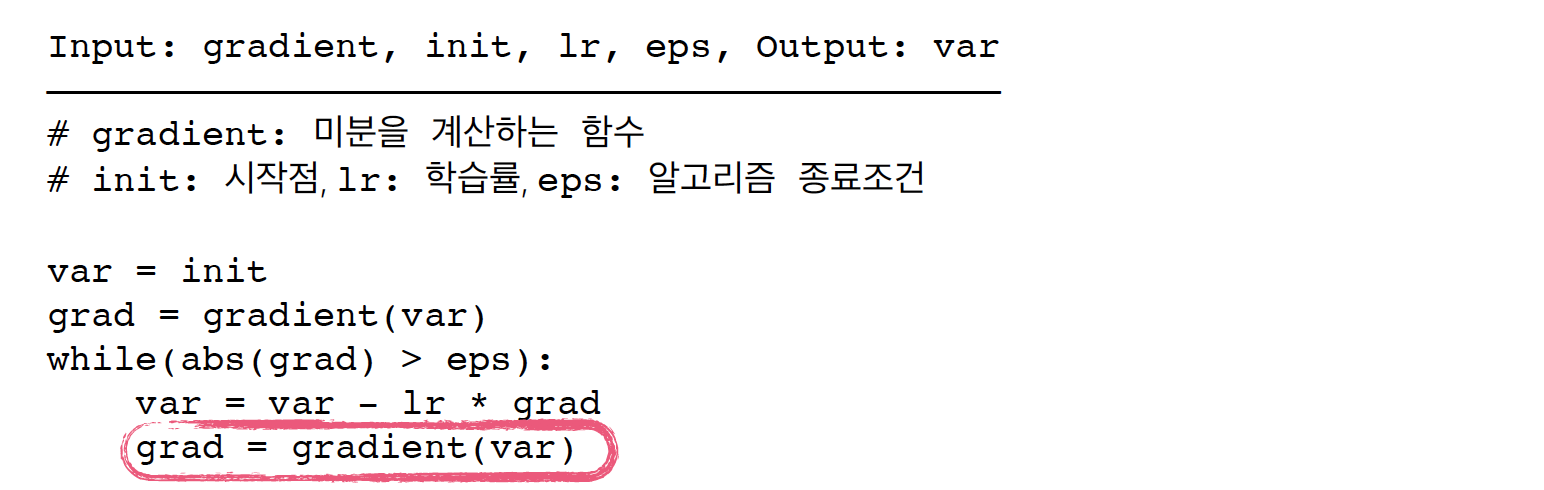 Input: gradient, init, lr, eps, Output: var
# gradient: 미분을 계산하는 함수
# init: 시작점, lr: 학습률, eps: 알고리즘 종료조건
var = init
grad = gradient(var)
while(abs(grad) > eps):
    var = var - lr * grad
    grad = gradient(var)